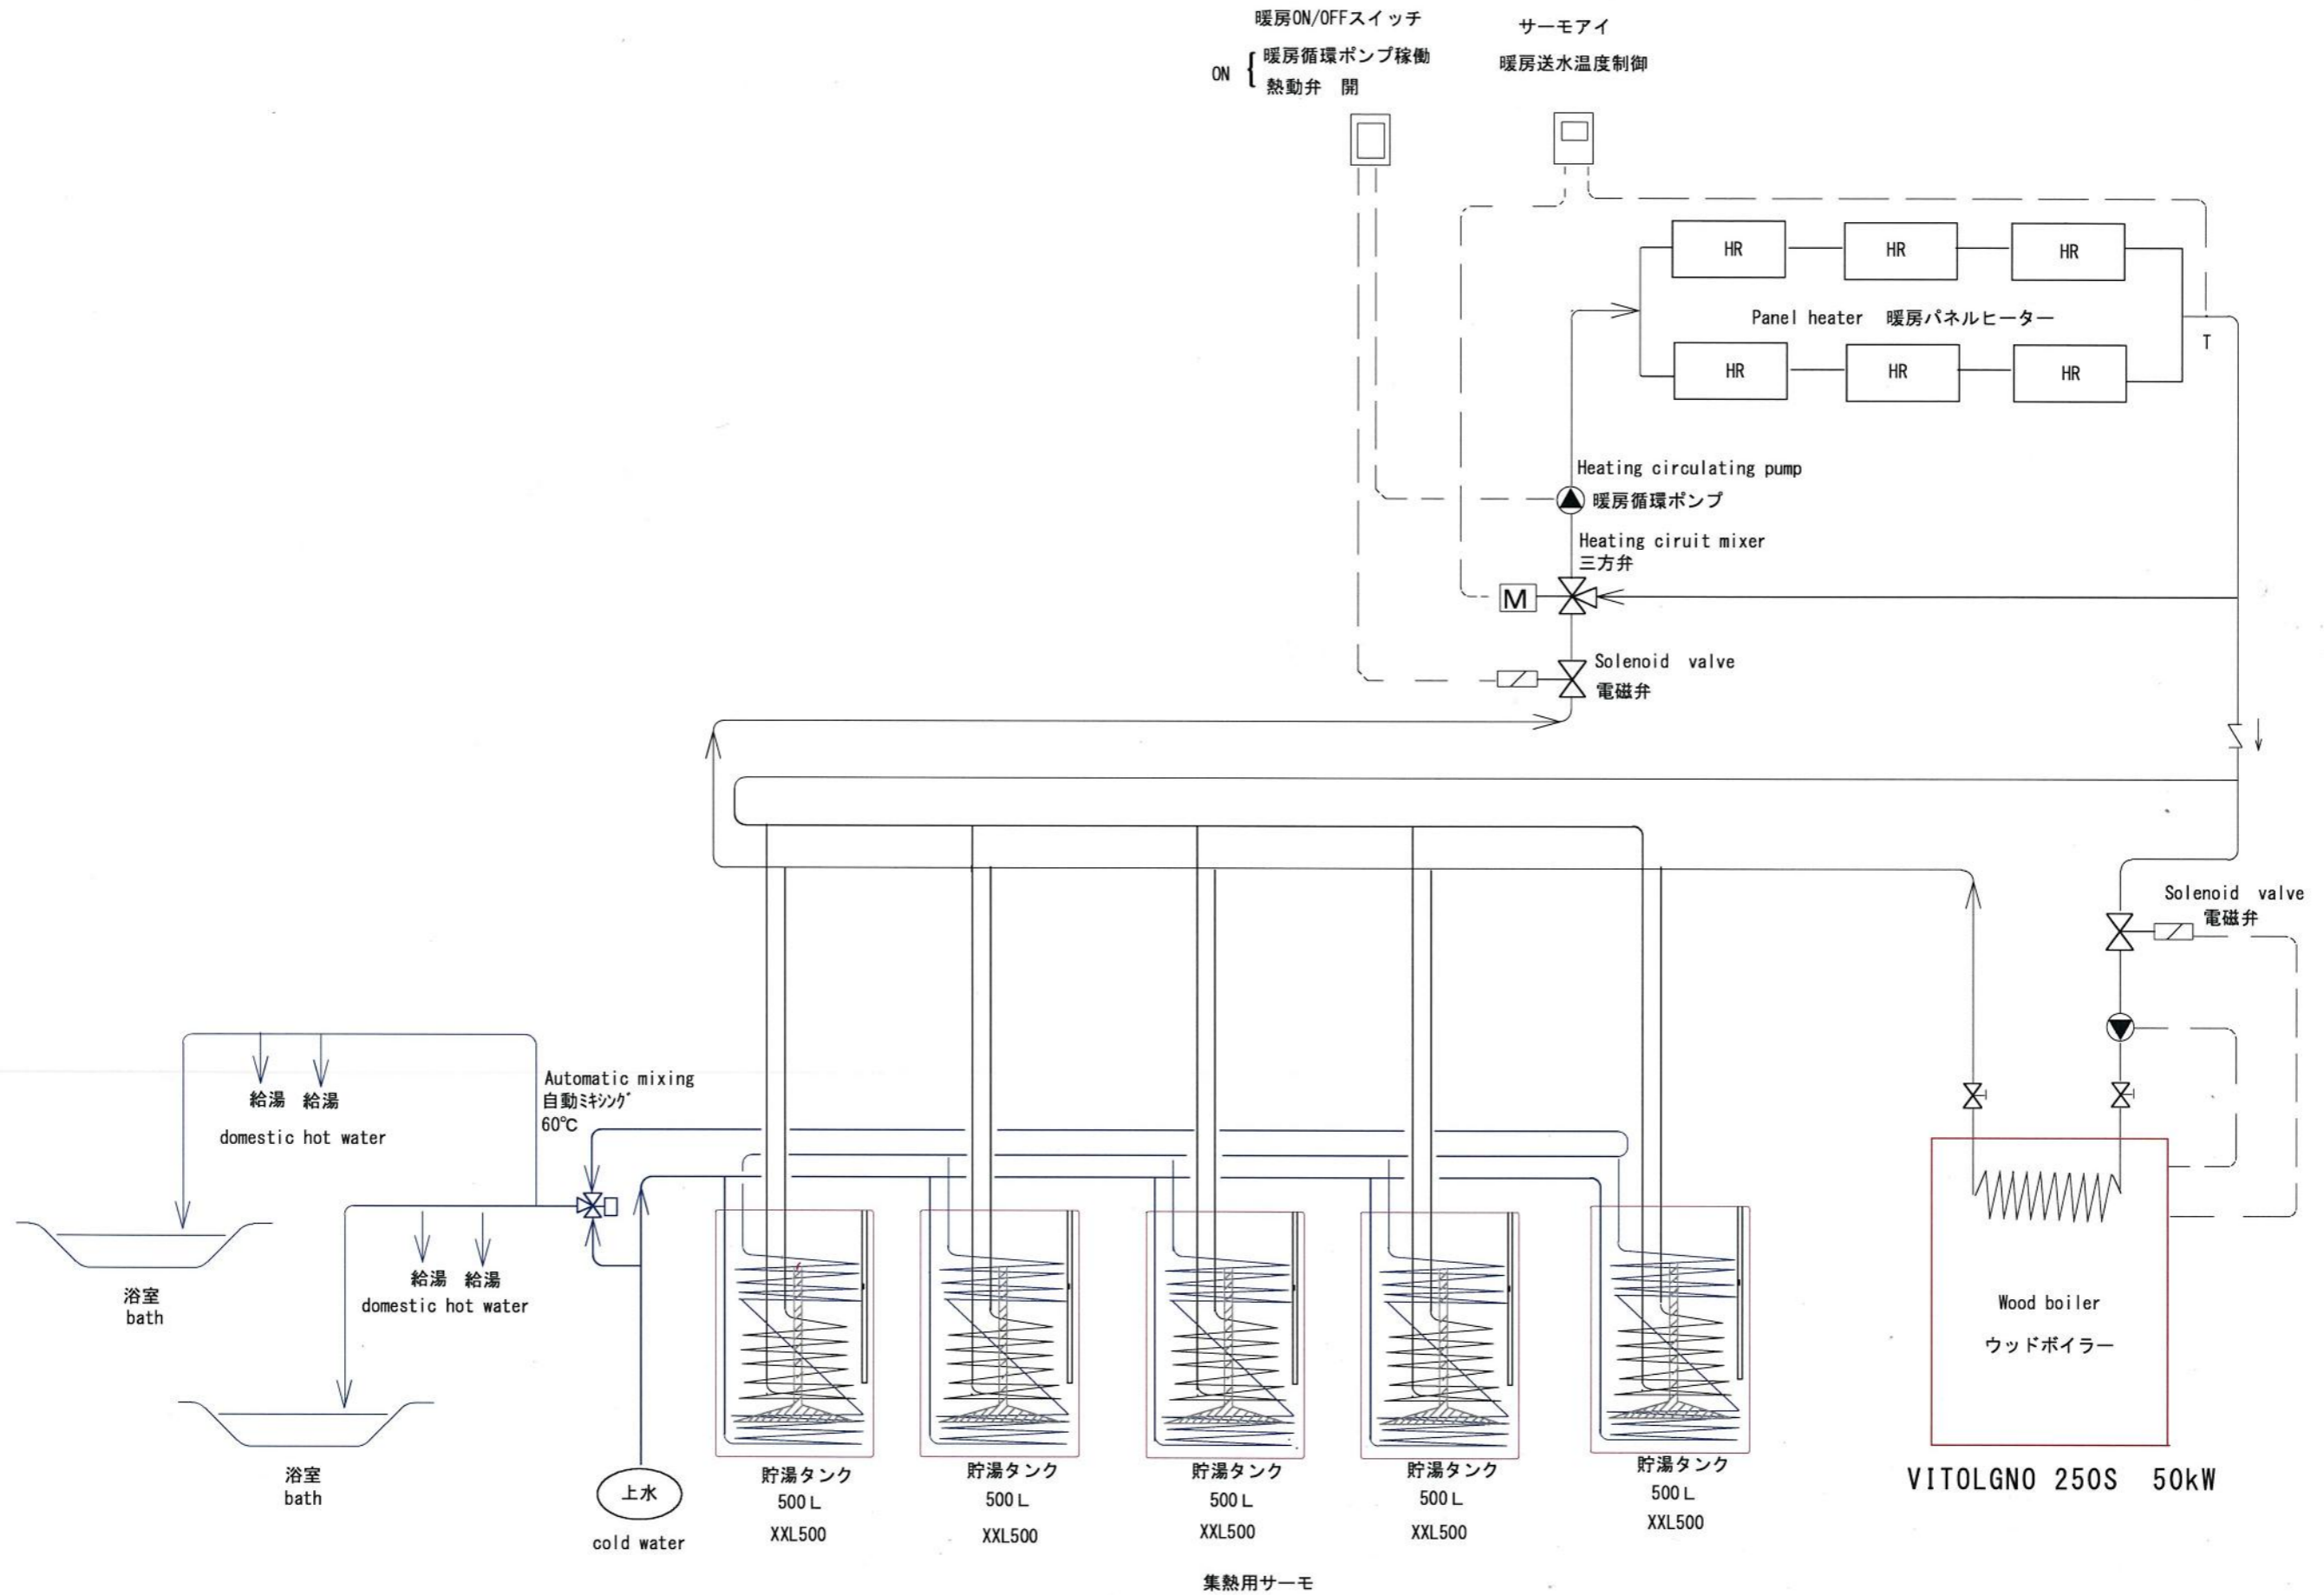 暖房ON/OFFスイッチ
ON { 暖房循環ポンプ稼働
熱動弁 開
サーモアイ
暖房送水温度制御
HR
HR
HR
Panel heater 暖房パネルヒーター
T
HR
HR
HR
Heating circulating pump
暖房循環ポンプ
Heating ciruit mixer
三方弁
M
Solenoid valve
電磁弁
Solenoid valve
電磁弁
Automatic mixing
自動ミキシング
60℃
給湯 給湯
domestic hot water
給湯 給湯
domestic hot water
浴室
bath
浴室
bath
上水
cold water
貯湯タンク
500L
XXL500
貯湯タンク
500L
XXL500
貯湯タンク
500L
XXL500
貯湯タンク
500L
XXL500
貯湯タンク
500L
XXL500
集熱用サーモ
Wood boiler
ウッドボイラー
VITOLGNO 250S 50kW